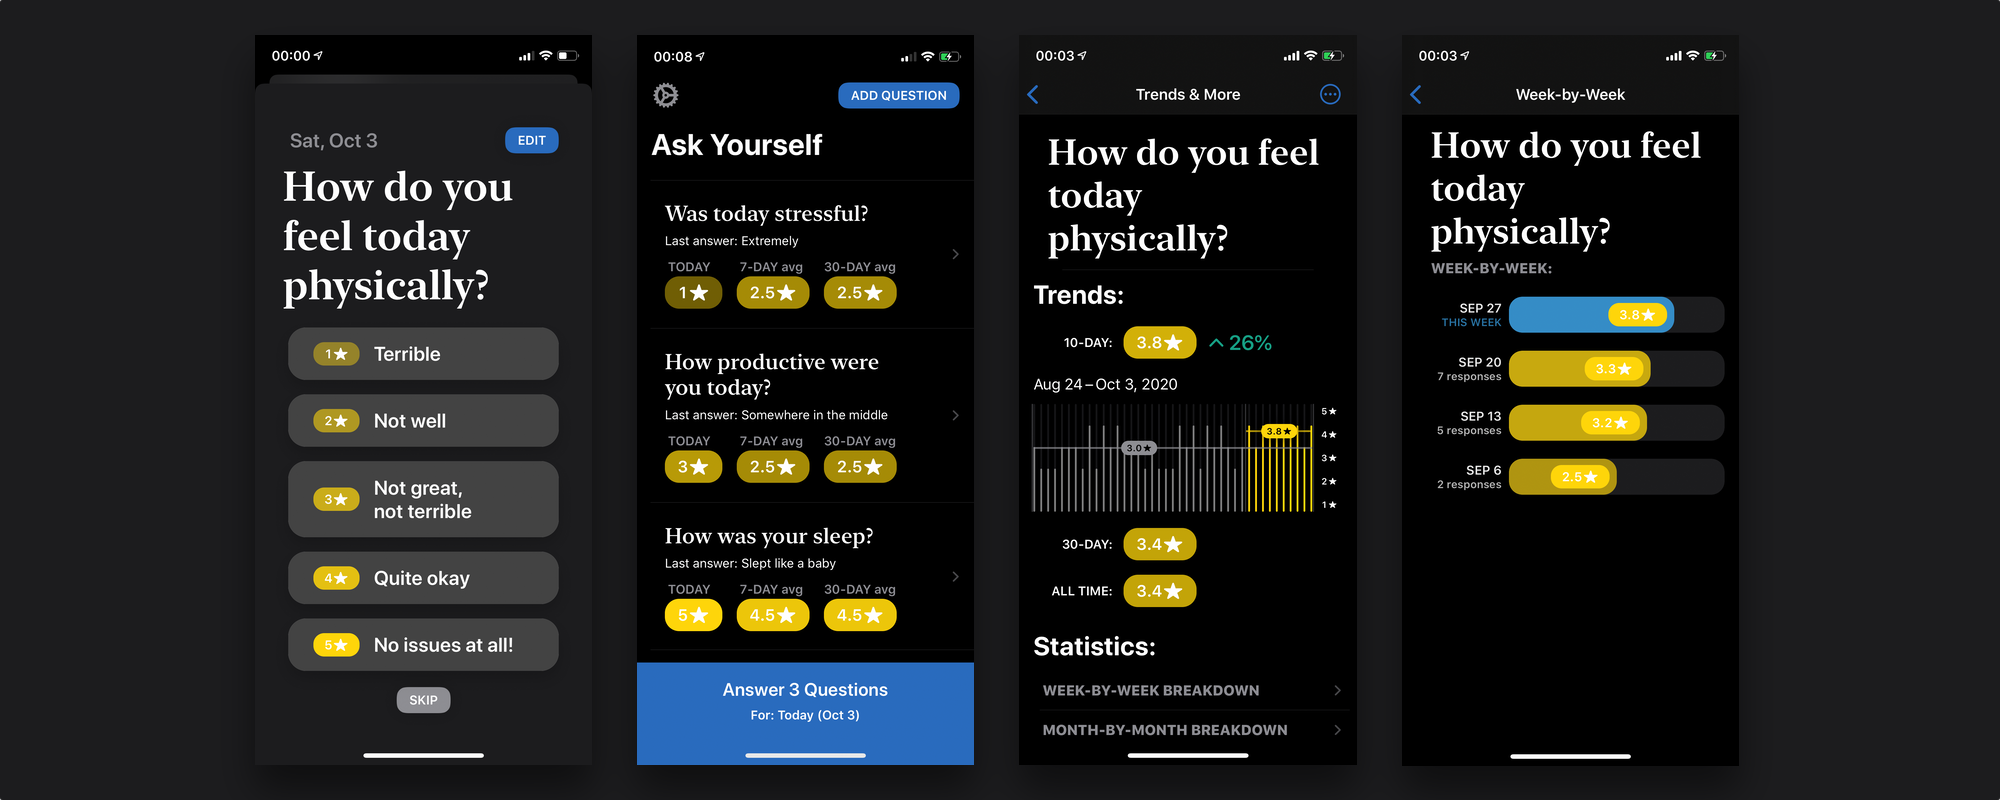 00:00
Sat, Oct 3
EDIT
How do you
feel today
physically?
1★ Terrible
2★ Not well
3★ Not great,
not terrible
4★ Quite okay
5★ No issues at all!
SKIP
00:08
ADD QUESTION
Ask Yourself
Was today stressful?
Last answer: Extremely
TODAY 7-DAY avg 30-DAY avg
1★ 2.5★ 2.5★
How productive were
you today?
Last answer: Somewhere in the middle
TODAY 7-DAY avg 30-DAY avg
3★ 2.5★ 2.5★
How was your sleep?
Last answer: Slept like a baby
TODAY 7-DAY avg 30-DAY avg
5★ 4.5★ 4.5★
Answer 3 Questions
For: Today (Oct 3)
00:03
Trends & More
How do you feel
today
physically?
Trends:
10-DAY: 3.8★ 26%
Aug 24 – Oct 3, 2020
5★
3.8★
4★
3.0★
3★
2★
1★
30-DAY: 3.4★
ALL TIME: 3.4★
Statistics:
WEEK-BY-WEEK BREAKDOWN
MONTH-BY-MONTH BREAKDOWN
00:03
Week-by-Week
How do you feel
today
physically?
WEEK-BY-WEEK:
SEP 27
THIS WEEK
3.8★
SEP 20
7 responses
3.3★
SEP 13
5 responses
3.2★
SEP 6
2 responses
2.5★